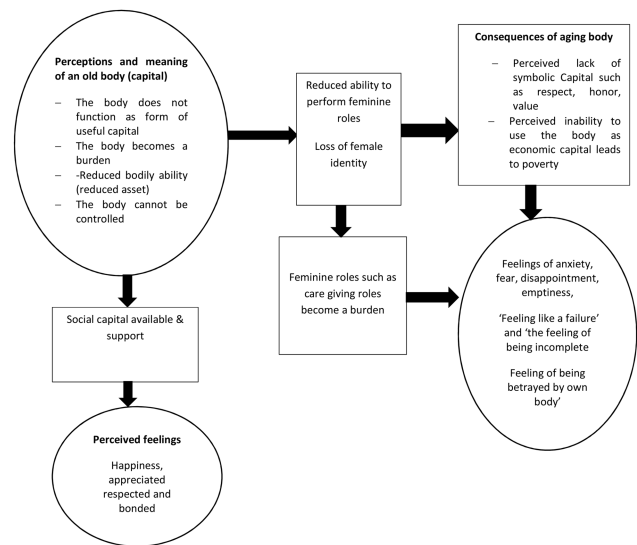 Perceptions and meaning
of an old body (capital)
– The body does not
function as form of
useful capital
– The body becomes a
burden
– -Reduced bodily ability
(reduced asset)
– The body cannot be
controlled
Reduced ability to
perform feminine
roles
Loss of female
identity
Consequences of aging body
– Perceived lack of
symbolic Capital such
as respect, honor,
value
– Perceived inability to
use the body as
economic capital leads
to poverty
Feminine roles such as
care giving roles
become a burden
Feelings of anxiety,
fear, disappointment,
emptiness,
‘Feeling like a failure’
and ‘the feeling of
being incomplete
Feeling of being
betrayed by own
body’
Social capital available &
support
Perceived feelings
Happiness,
appreciated
respected and
bonded